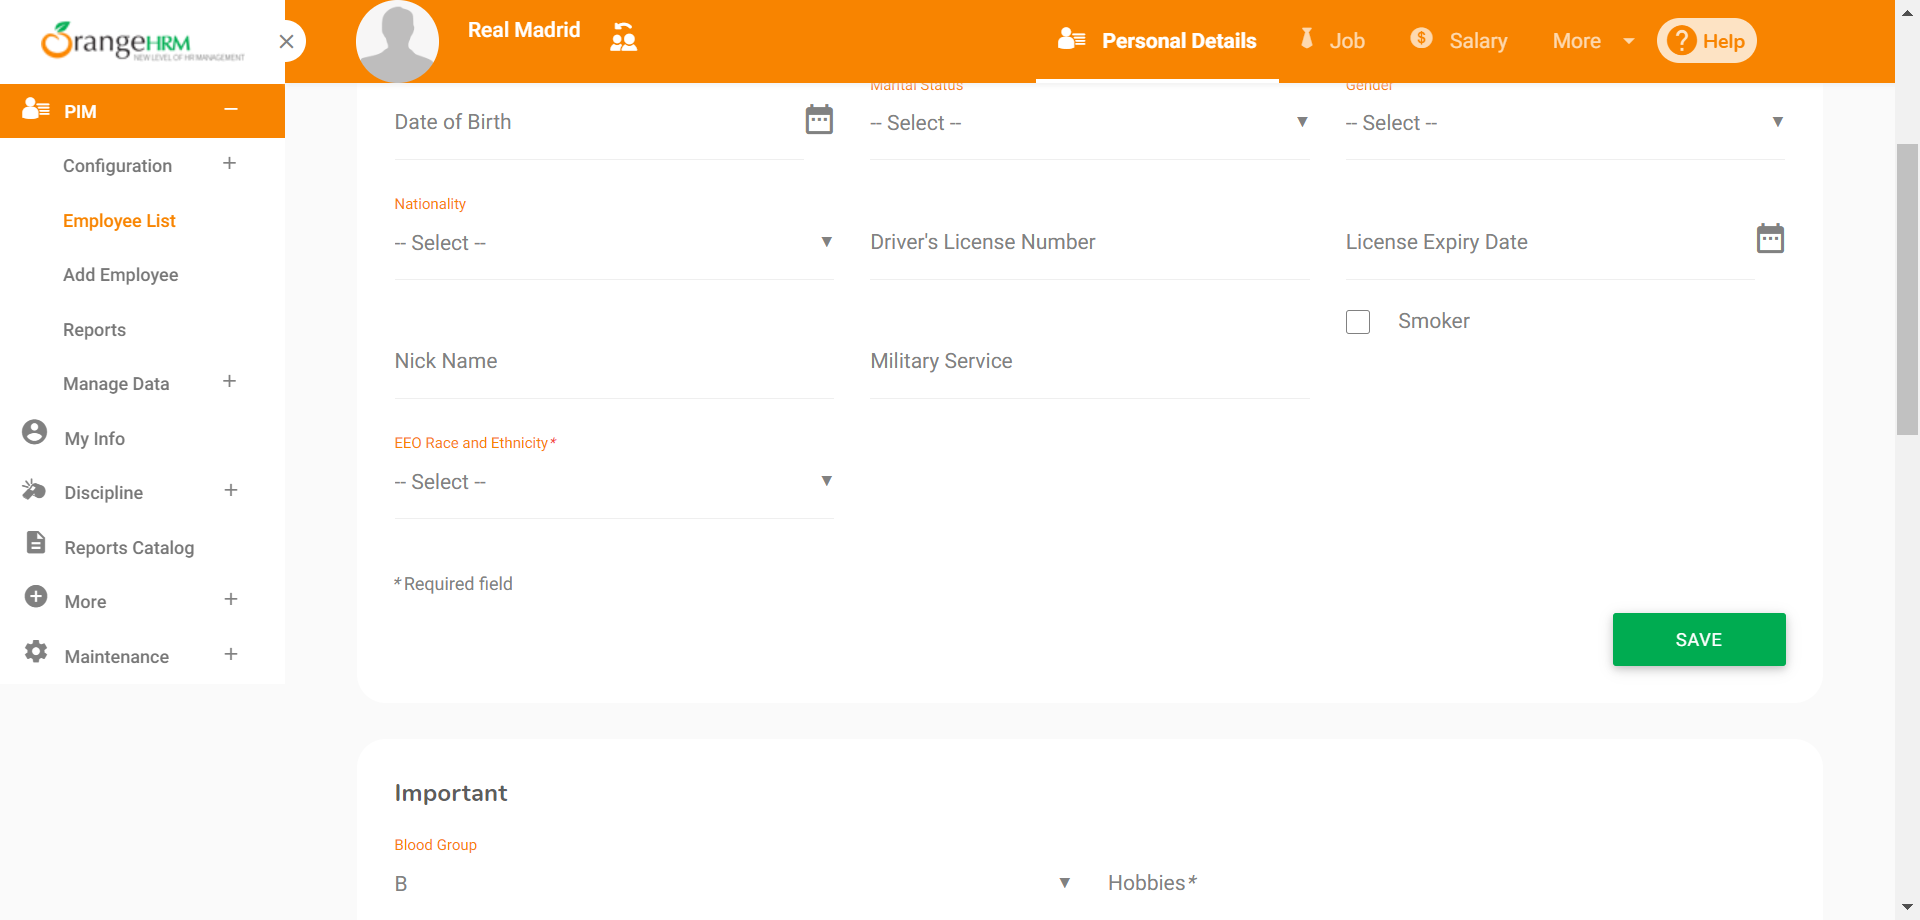 OrangeHRM
NEW LEVEL OF HR MANAGEMENT
Real Madrid
Personal Details
Job
Salary
More
Help
PIM
Configuration
Employee List
Add Employee
Reports
Manage Data
My Info
Discipline
Reports Catalog
More
Maintenance
Marital Status
Gender
Date of Birth
-- Select --
-- Select --
Nationality
-- Select --
Driver's License Number
License Expiry Date
Smoker
Nick Name
Military Service
EEO Race and Ethnicity*
-- Select --
* Required field
SAVE
Important
Blood Group
B
Hobbies*